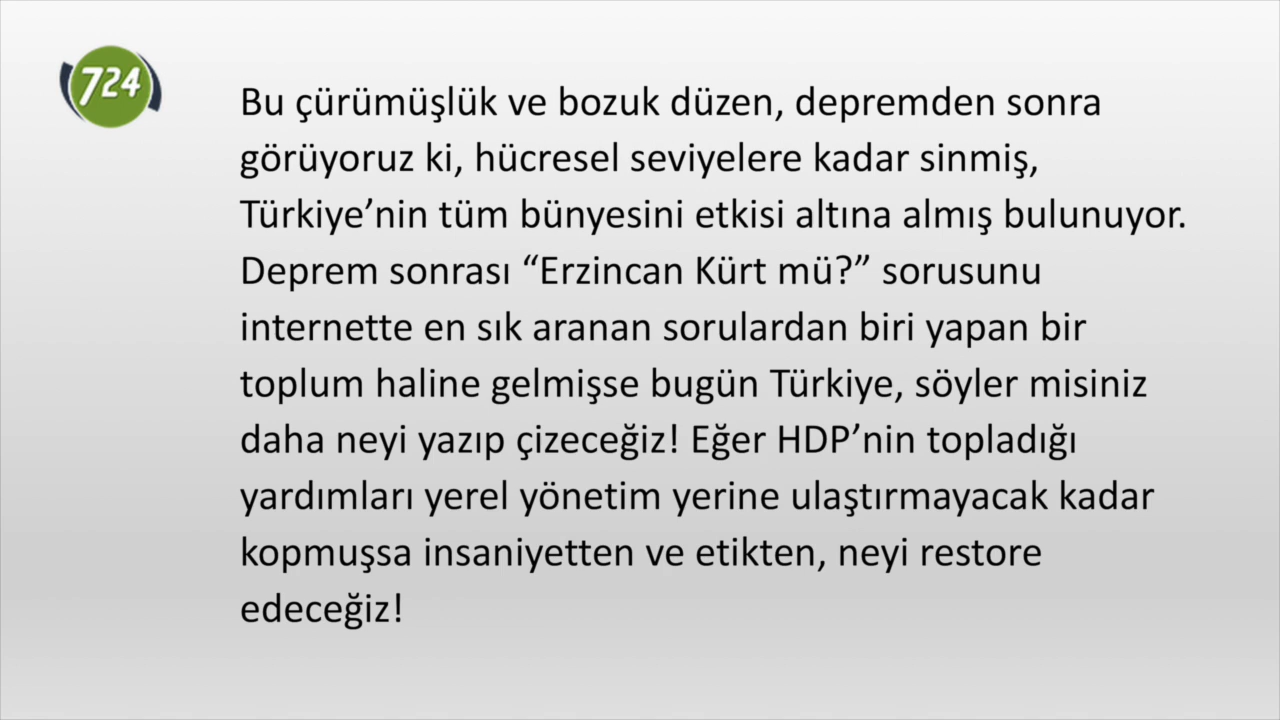 724
Bu çürümüşlük ve bozuk düzen, depremden sonra
görüyoruz ki, hücresel seviyelere kadar sinmiş,
Türkiye’nin tüm bünyesini etkisi altına almış bulunuyor.
Deprem sonrası “Erzincan Kürt mü?” sorusunu
internette en sık aranan sorulardan biri yapan bir
toplum haline gelmişse bugün Türkiye, söyler misiniz
daha neyi yazıp çizeceğiz! Eğer HDP’nin topladığı
yardımları yerel yönetim yerine ulaştırmayacak kadar
kopmuşsa insaniyetten ve etikten, neyi restore
edeceğiz!